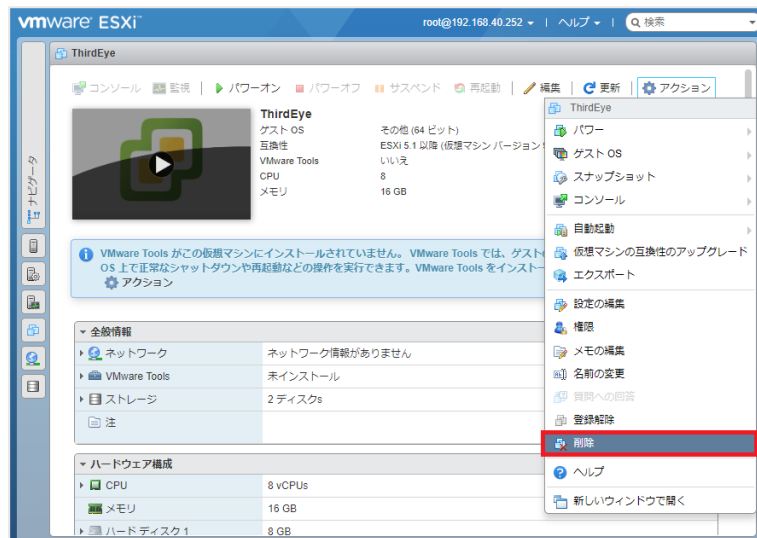 vmware ESXi™
root@192.168.40.252 ヘルプ 検索
ThirdEye
コンソール 監視 パワーオン パワーオフ サスペンド 再起動 編集 更新 アクション
ThirdEye
ゲスト OS その他 (64 ビット)
互換性 ESXi 5.1 以降 (仮想マシン バージョン
VMware Tools いいえ
CPU 8
メモリ 16 GB
ナビゲータ
VMware Tools がこの仮想マシンにインストールされていません。 VMware Tools では、ゲスト
OS 上で正常なシャットダウンや再起動などの操作を実行できます。VMware Tools をインストー
アクション
全般情報
ネットワーク ネットワーク情報がありません
VMware Tools 未インストール
ストレージ 2 ディスクs
注
ハードウェア構成
CPU 8 vCPUs
メモリ 16 GB
ハード ディスク 1 8 GB
ThirdEye
パワー
ゲスト OS
スナップショット
コンソール
自動起動
仮想マシンの互換性のアップグレード
エクスポート
設定の編集
権限
メモの編集
名前の変更
質問への回答
登録解除
削除
ヘルプ
新しいウィンドウで開く